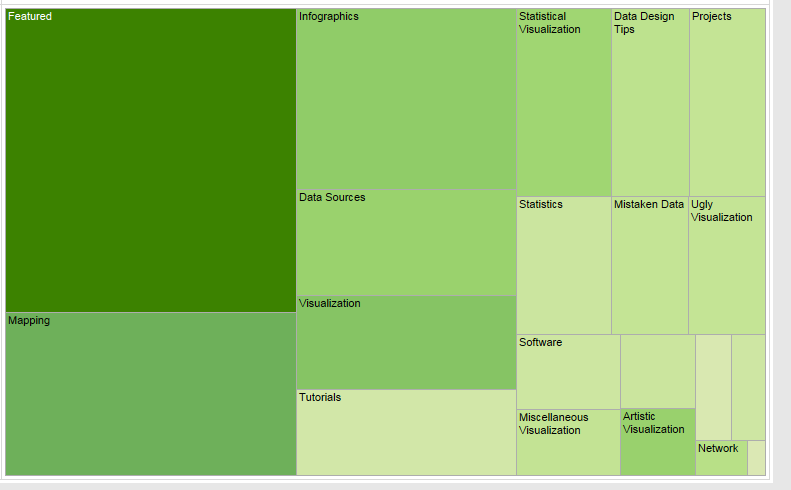 Featured
Mapping
Infographics
Data Sources
Visualization
Tutorials
Statistical
Visualization
Data Design
Tips
Projects
Statistics
Mistaken Data
Ugly
Visualization
Software
Miscellaneous
Visualization
Artistic
Visualization
Network